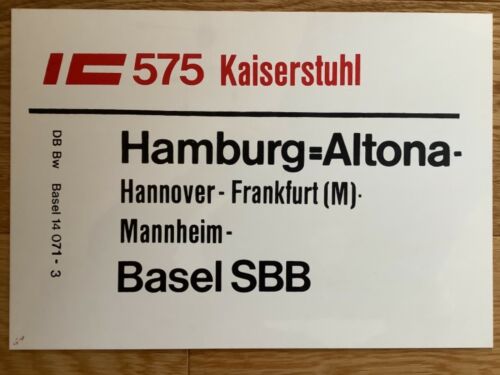 IC 575 Kaiserstuhl
Hamburg=Altona-
Hannover - Frankfurt (M)-
Mannheim -
Basel SBB
DB Bw Basel 14 071 - 3